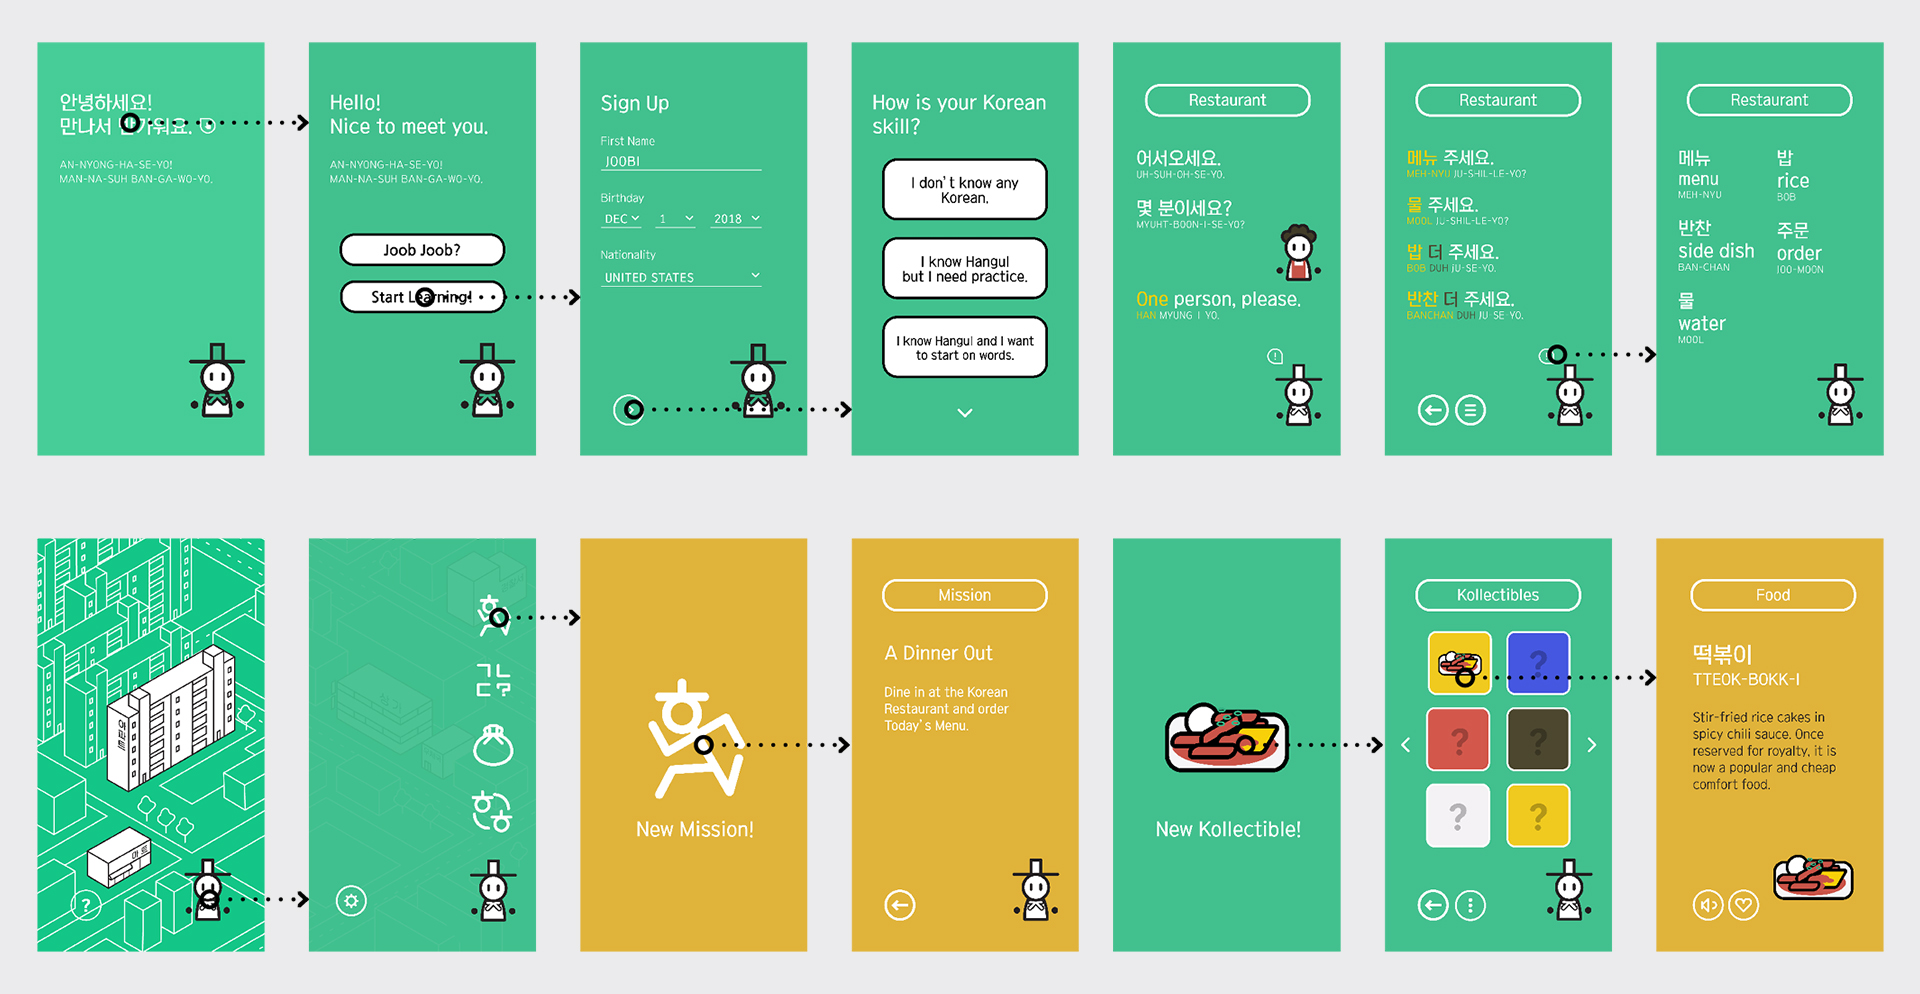 안녕하세요!
만나서 반가워요.
AN-NYONG-HA-SE-YO!
MAN-NA-SUH BAN-GA-WO-YO.
Hello!
Nice to meet you.
AN-NYONG-HA-SE-YO!
MAN-NA-SUH BAN-GA-WO-YO.
Joob Joob?
Start Learning!
Sign Up
First Name
JOOBI
Birthday
DEC 1 2018
Nationality
UNITED STATES
How is your Korean
skill?
I don't know any
Korean.
I know Hangul
but I need practice.
I know Hangul and I want
to start on words.
Restaurant
어서오세요.
UH-SUH-OH-SE-YO.
몇 분이세요?
MYUHT-BOON-I-SE-YO?
One person, please.
HAN MYUNG I YO.
Restaurant
메뉴 주세요.
MEH-NYU JU-SHIL-LE-YO?
물 주세요.
MOOL JU-SHIL-LE-YO?
밥 더 주세요.
BOB DUH JU-SE-YO.
반찬 더 주세요.
BANCHAN DUH JU-SE-YO.
Restaurant
메뉴
menu
MEH-NYU
반찬
side dish
BAN-CHAN
물
water
MOOL
밥
rice
BOB
주문
order
JOO-MOON
아파트
마트
?
New Mission!
Mission
A Dinner Out
Dine in at the Korean
Restaurant and order
Today's Menu.
New Kollectible!
Kollectibles
?
? ?
? ?
Food
떡볶이
TTEOK-BOKK-I
Stir-fried rice cakes in
spicy chili sauce. Once
reserved for royalty, it is
now a popular and cheap
comfort food.